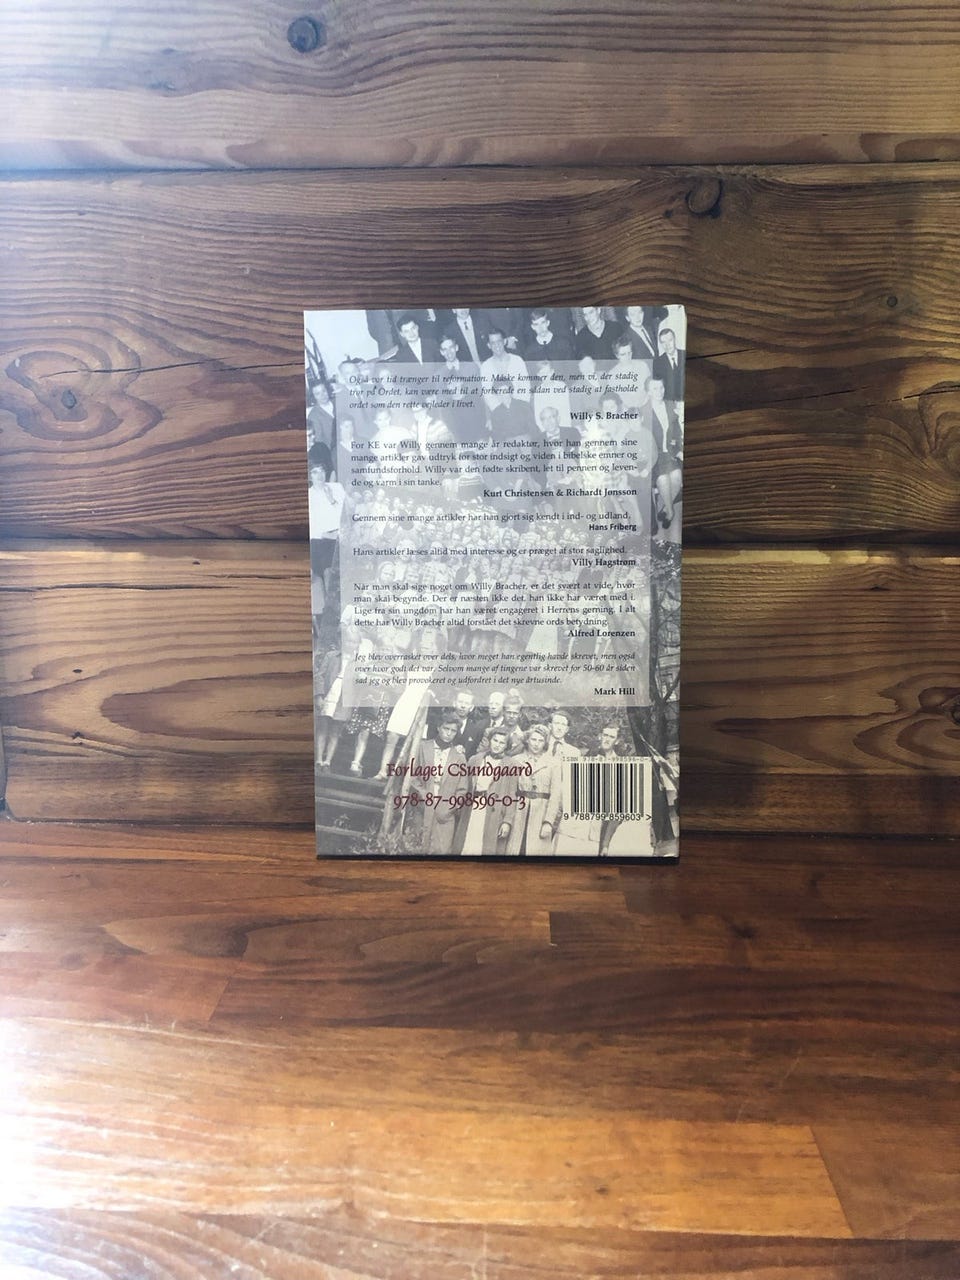 Også vor tid trænger til reformation. Måske kommer den, men vi, der stadig
tror på Ordet, kan være med til at forberede en sådan ved stadig at fastholde
ordet som den rette vejleder i livet.
Willy S. Bracher
For KE var Willy gennem mange år redaktør, hvor han gennem sine
mange artikler gav udtryk for stor indsigt og viden i bibelske emner og
samfundsforhold. Willy var den fødte skribent, let til pennen og leven-
de og varm i sin tanke.
Kurt Christensen & Richardt Jønsson
Gennem sine mange artikler har han gjort sig kendt i ind- og udland.
Hans Friberg
Hans artikler læses altid med interesse og er præget af stor saglighed.
Villy Hagstrøm
Når man skal sige noget om Willy Bracher, er det svært at vide, hvor
man skal begynde. Der er næsten ikke det, han ikke har været med i.
Lige fra sin ungdom har han været engageret i Herrens gerning. I alt
dette har Willy Bracher altid forstået det skrevne ords betydning.
Alfred Lorenzen
Jeg blev overrasket over dels, hvor meget han egentlig havde skrevet, men også
over hvor godt det var. Selvom mange af tingene var skrevet for 50-60 år siden
sad jeg og blev provokeret og udfordret i det nye årtusinde.
Mark Hill
Forlaget CSundgaard
978-87-998596-0-3
ISBN 978-87-998596-0-3
9 788799 859603 >